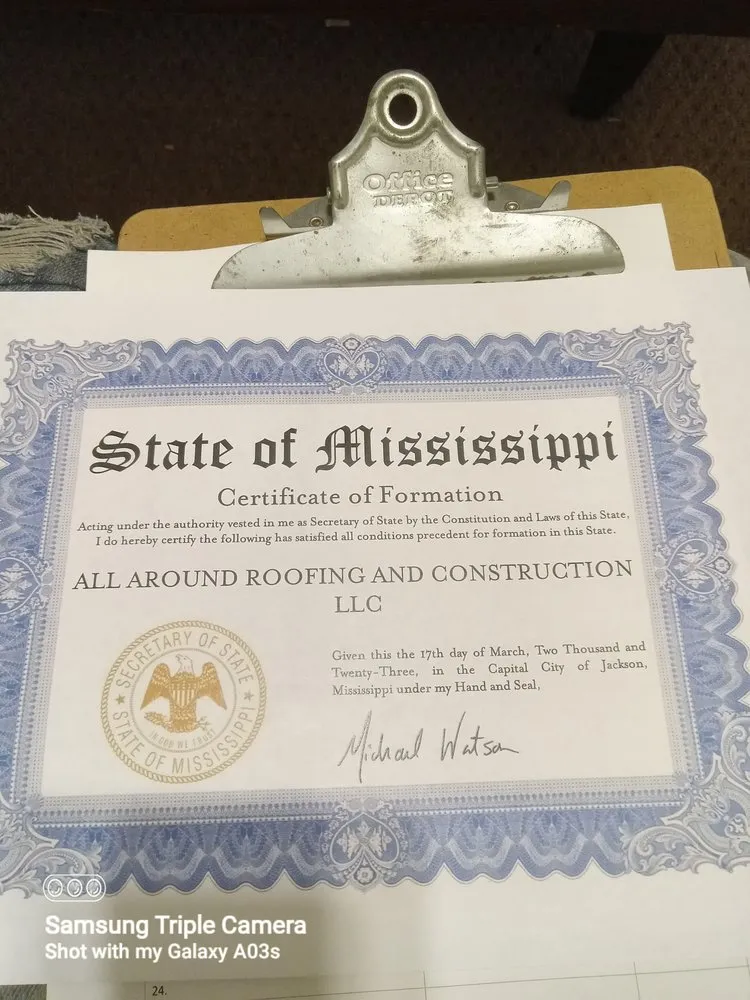 Office
DEPOT
State of Mississippi
Certificate of Formation
Acting under the authority vested in me as Secretary of State by the Constitution and Laws of this State,
I do hereby certify the following has satisfied all conditions precedent for formation in this State.
ALL AROUND ROOFING AND CONSTRUCTION
LLC
SECRETARY OF STATE
IN GOD WE TRUST
STATE OF MISSISSIPPI
Given this the 17th day of March, Two Thousand and
Twenty-Three, in the Capital City of Jackson,
Mississippi under my Hand and Seal,
Michael Watson
Samsung Triple Camera
Shot with my Galaxy A03s
24.